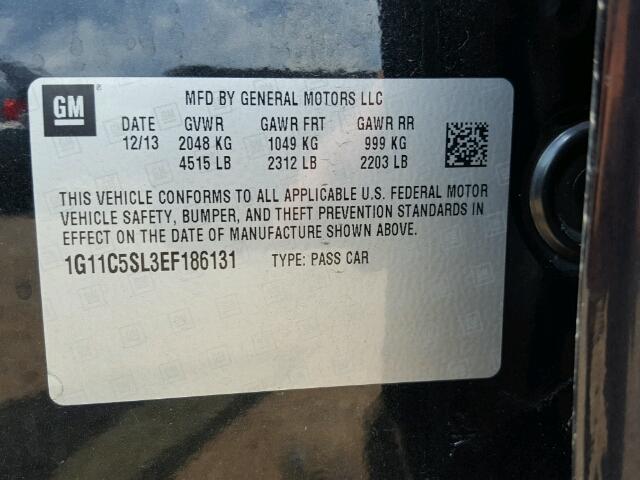 GM
MFD BY GENERAL MOTORS LLC
DATE GVWR GAWR FRT GAWR RR
12/13 2048 KG 1049 KG 999 KG
4515 LB 2312 LB 2203 LB
THIS VEHICLE CONFORMS TO ALL APPLICABLE U.S. FEDERAL MOTOR
VEHICLE SAFETY, BUMPER, AND THEFT PREVENTION STANDARDS IN
EFFECT ON THE DATE OF MANUFACTURE SHOWN ABOVE.
1G11C5SL3EF186131 TYPE: PASS CAR